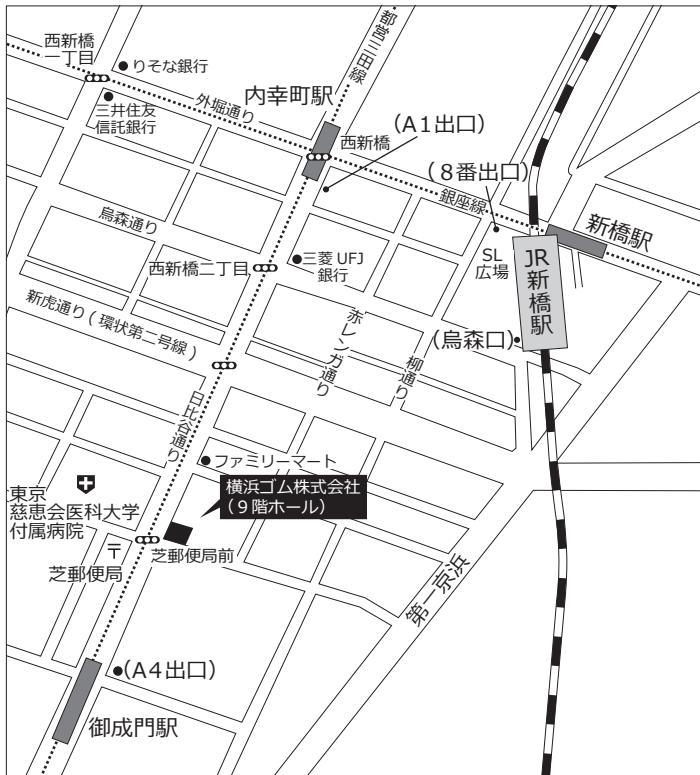 西新橋
一丁目
りそな銀行
都営三田線
三井住友
信託銀行
外堀通り
内幸町駅
西新橋
(A1出口)
(8番出口)
銀座線
新橋駅
烏森通り
西新橋二丁目
三菱UFJ
銀行
SL
広場
JR新橋駅
新虎通り(環状第二号線)
赤レンガ通り
柳通り
(烏森口)
日比谷通り
ファミリーマート
横浜ゴム株式会社
(9階ホール)
東京
慈恵会医科大学
付属病院
〒
芝郵便局
芝郵便局前
第一京浜
(A4出口)
御成門駅